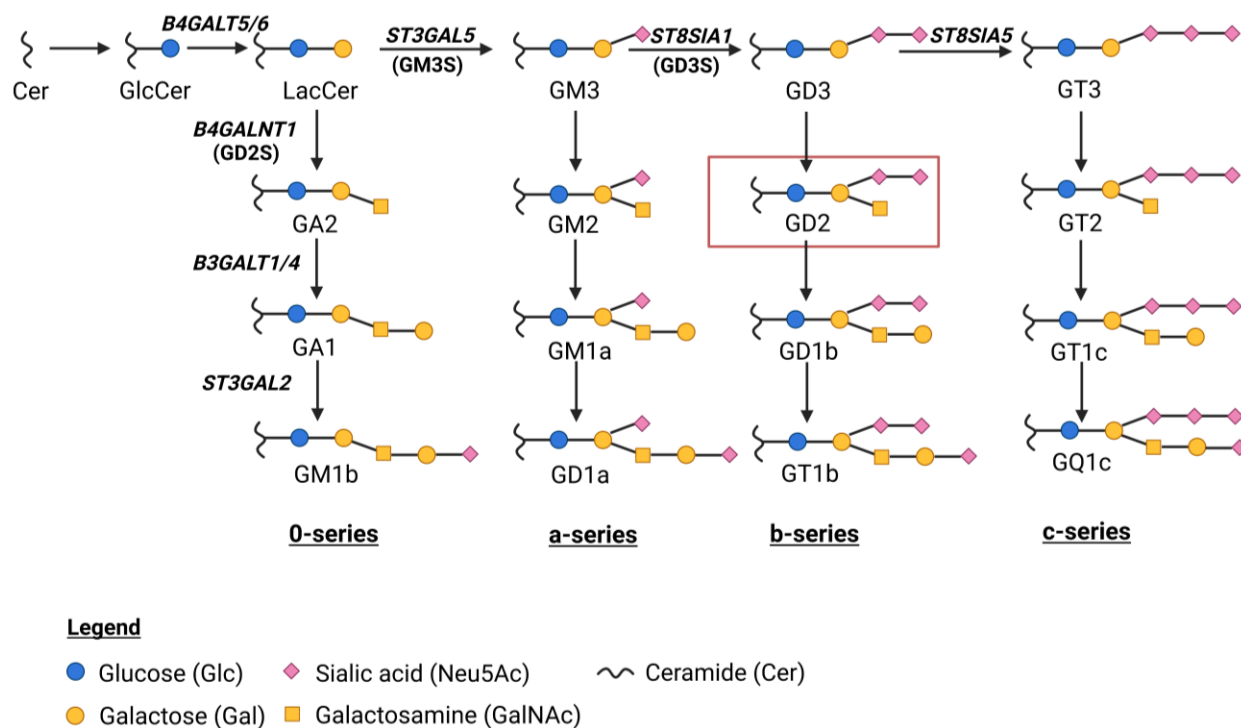 B4GALT5/6
ST3GAL5
(GM3S)
ST8SIA1
(GD3S)
ST8SIA5
Cer
GlcCer
LacCer
GM3
GD3
GT3
B4GALNT1
(GD2S)
GA2
GM2
GD2
GT2
B3GALT1/4
GA1
GM1a
GD1b
GT1c
ST3GAL2
GM1b
GD1a
GT1b
GQ1c
0-series
a-series
b-series
c-series
Legend
Glucose (Glc)
Sialic acid (Neu5Ac)
Ceramide (Cer)
Galactose (Gal)
Galactosamine (GalNAc)